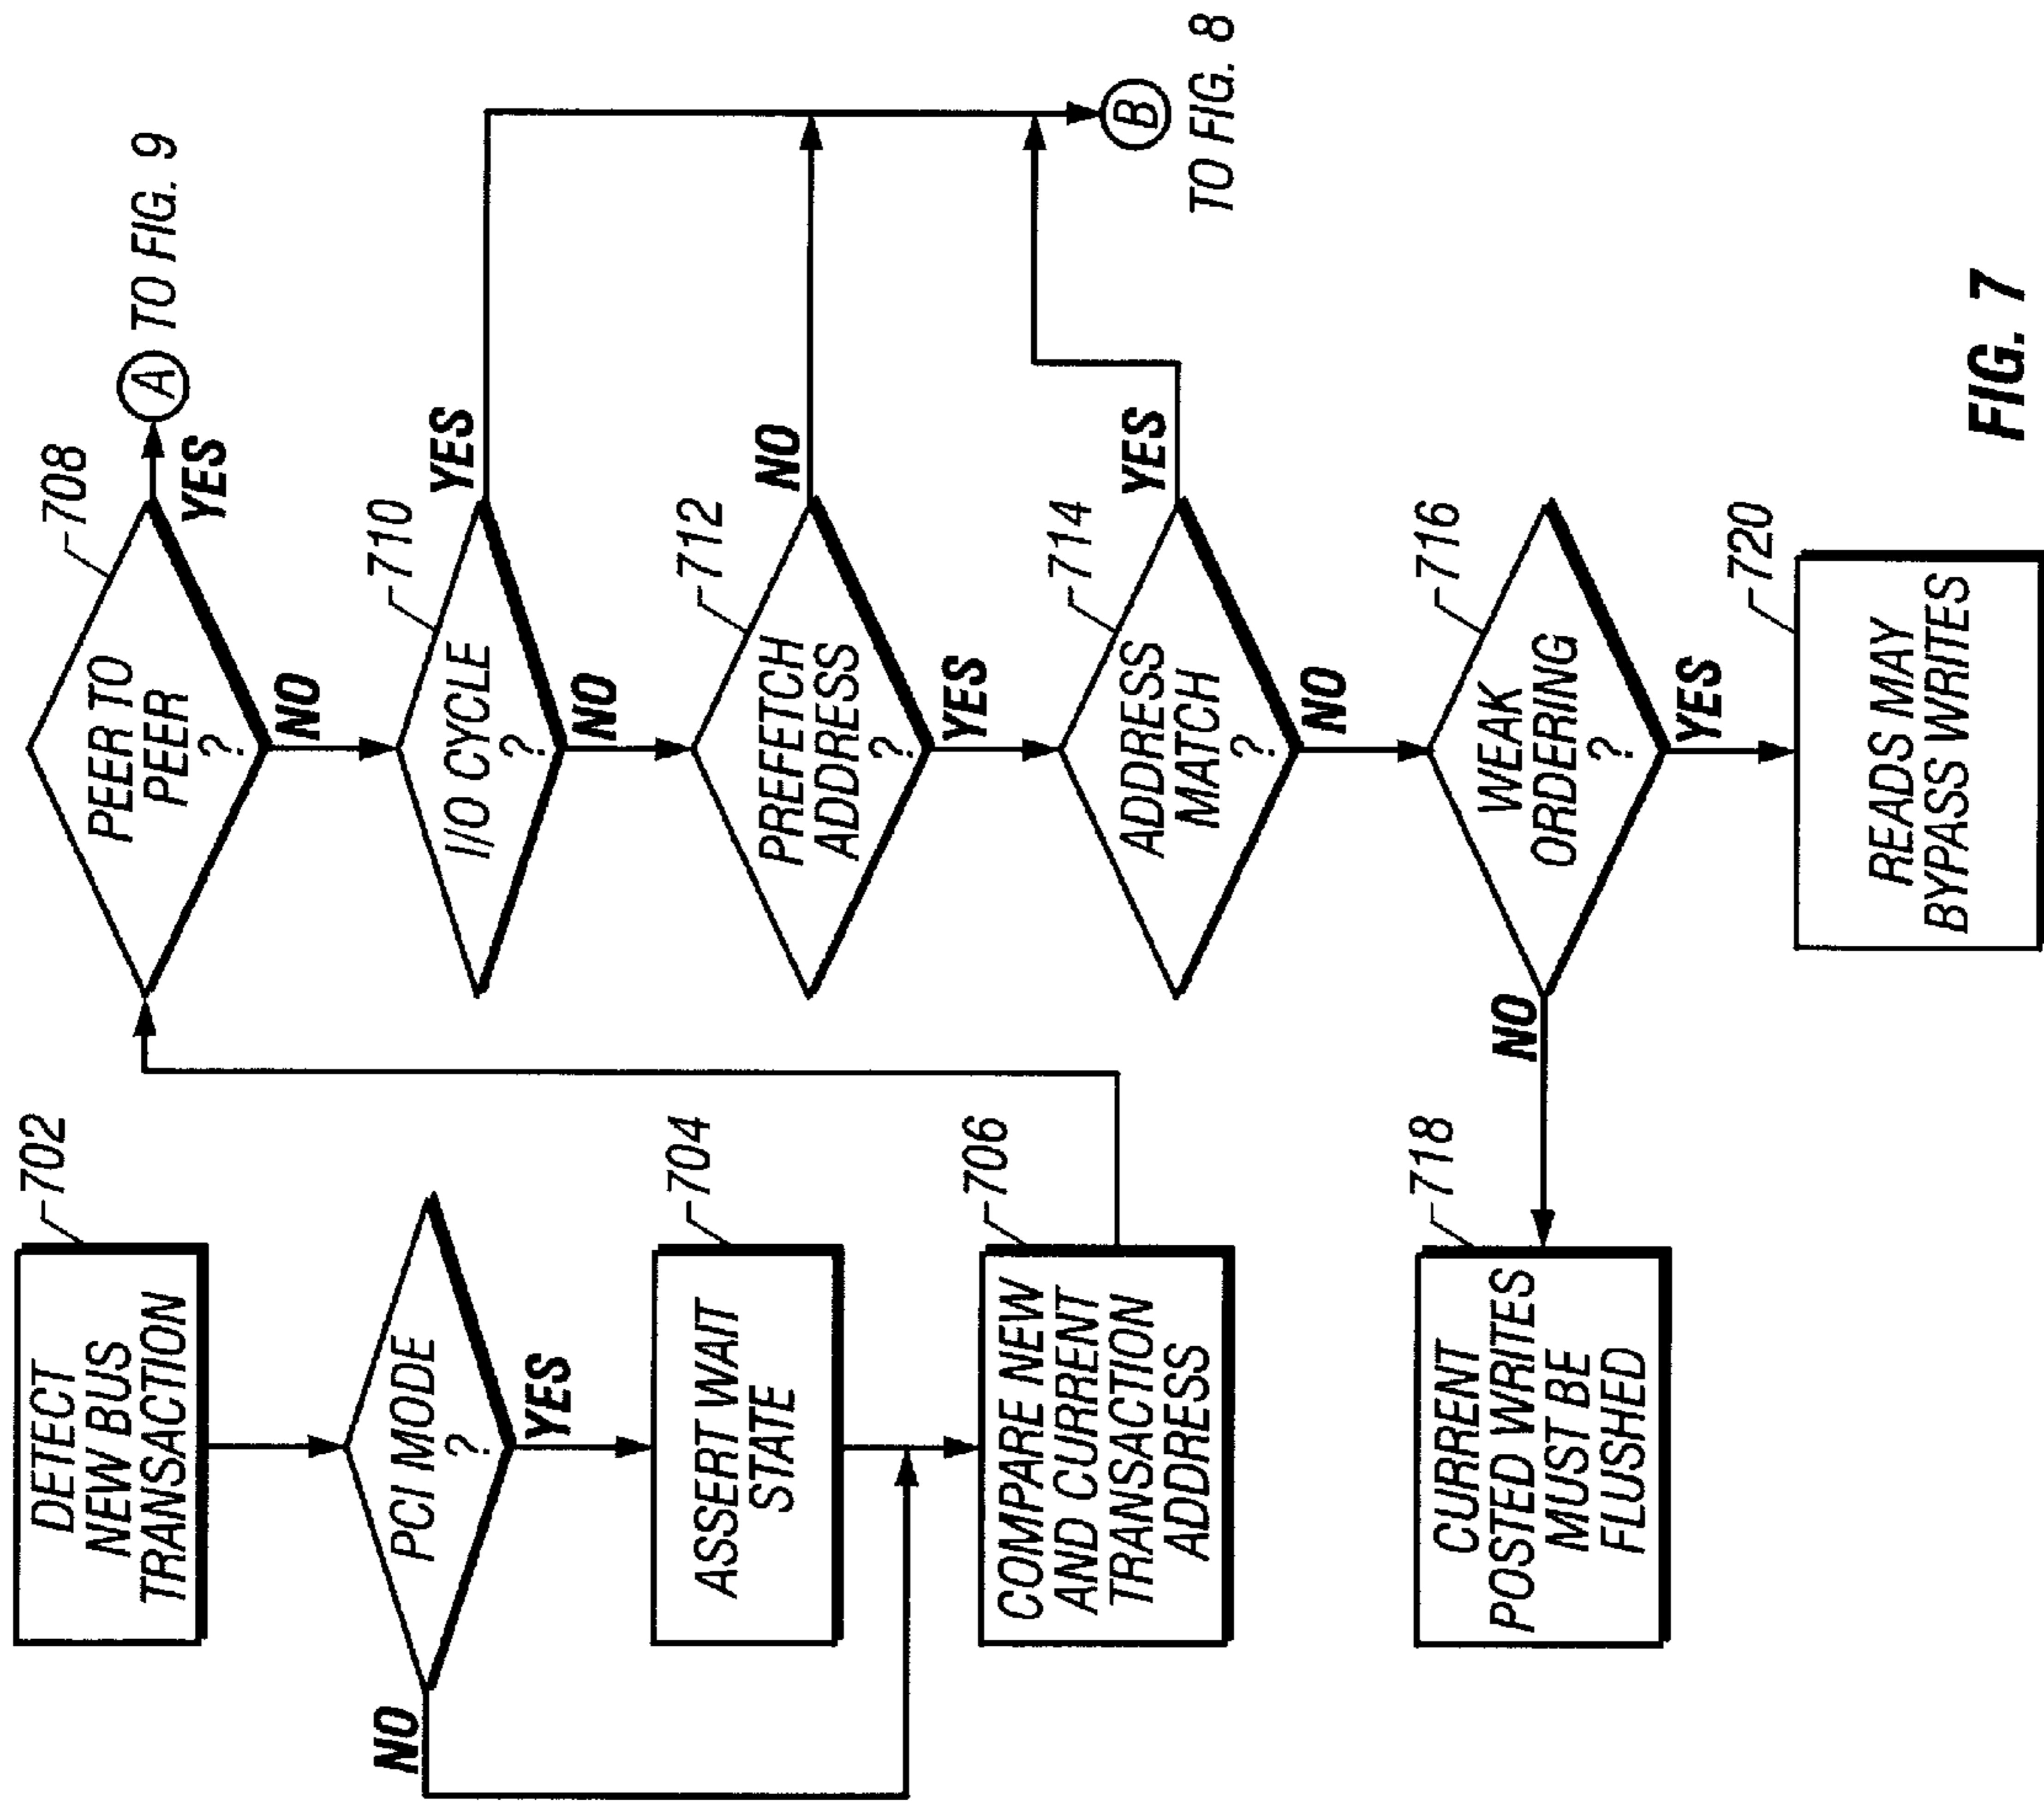 702
DETECT
NEW BUS
TRANSACTION
PCI MODE
?
NO
YES
704
ASSERT WAIT
STATE
706
COMPARE NEW
AND CURRENT
TRANSACTION
ADDRESS
708
PEER TO
PEER
?
YES
A TO FIG. 9
NO
710
I/O CYCLE
?
YES
NO
712
PREFETCH
ADDRESS
?
NO
YES
714
ADDRESS
MATCH
?
YES
NO
B
TO FIG. 8
716
WEAK
ORDERING
?
NO
YES
718
CURRENT
POSTED WRITES
MUST BE
FLUSHED
720
READS MAY
BYPASS WRITES
FIG. 7